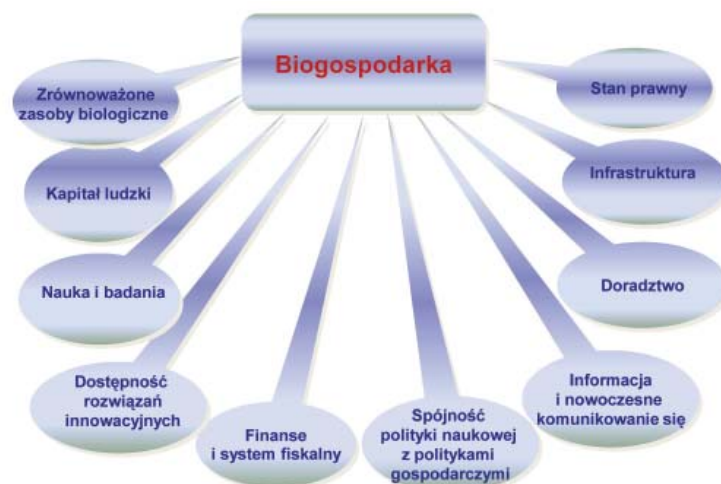 Biogospodarka
Zrównoważone
zasoby biologiczne
Kapitał ludzki
Nauka i badania
Dostępność
rozwiązań
innowacyjnych
Finanse
i system fiskalny
Spójność
polityki naukowej
z politykami
gospodarczymi
Informacja
i nowoczesne
komunikowanie się
Doradztwo
Infrastruktura
Stan prawny